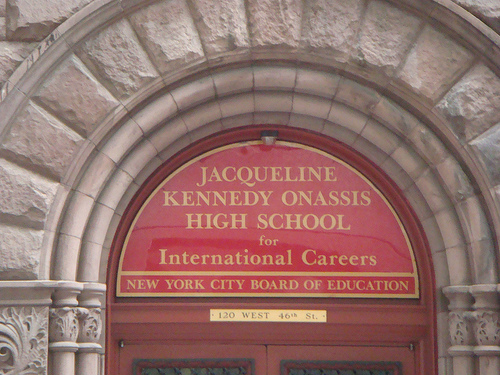 JACQUELINE
KENNEDY ONASSIS
HIGH SCHOOL
for
International Careers
NEW YORK CITY BOARD OF EDUCATION
· 120 WEST 46th St. ·